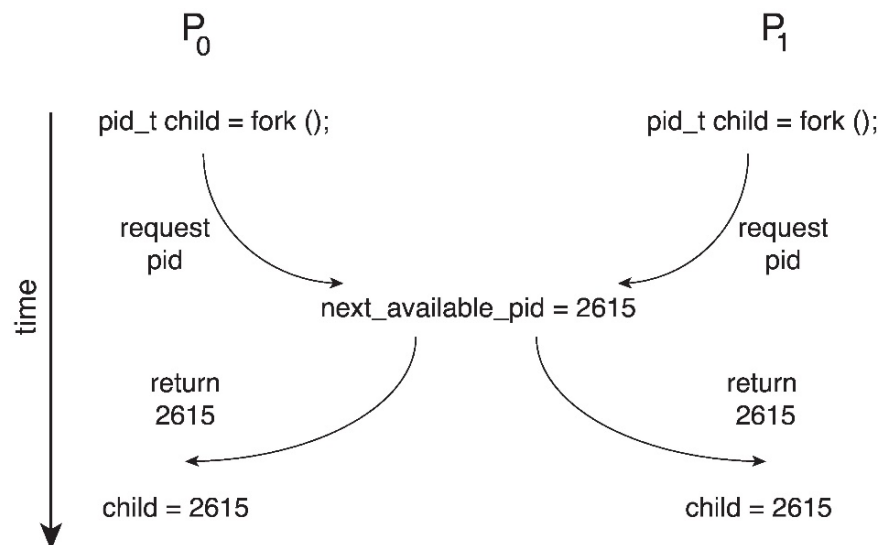 P0
P1
pid_t child = fork ();
pid_t child = fork ();
request
pid
request
pid
next_available_pid = 2615
time
return
2615
return
2615
child = 2615
child = 2615